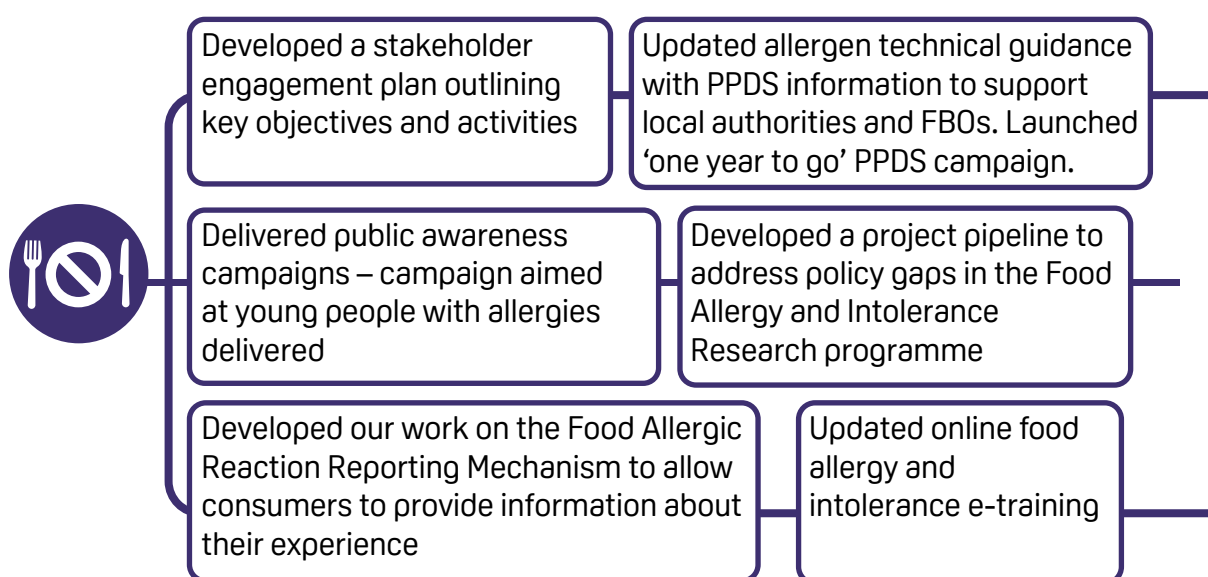 Developed a stakeholder
engagement plan outlining
key objectives and activities
Updated allergen technical guidance
with PPDS information to support
local authorities and FBOs. Launched
‘one year to go’ PPDS campaign.
Delivered public awareness
campaigns – campaign aimed
at young people with allergies
delivered
Developed a project pipeline to
address policy gaps in the Food
Allergy and Intolerance
Research programme
Developed our work on the Food Allergic
Reaction Reporting Mechanism to allow
consumers to provide information about
their experience
Updated online food
allergy and
intolerance e-training